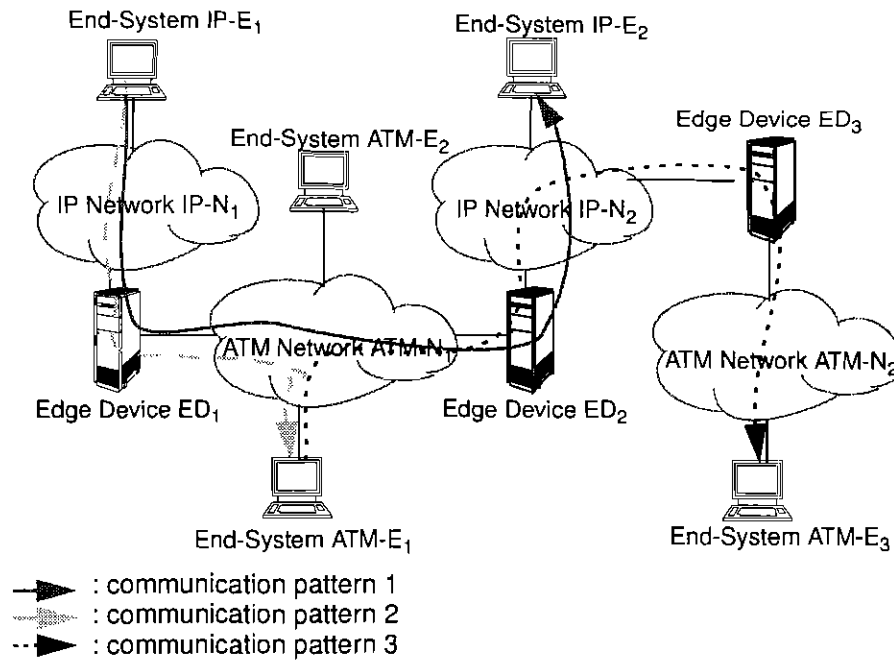 End-System IP-E₁
End-System IP-E₂
Edge Device ED₃
End-System ATM-E₂
IP Network IP-N₁
IP Network IP-N₂
ATM Network ATM-N₁
ATM Network ATM-N₂
Edge Device ED₁
Edge Device ED₂
End-System ATM-E₁
End-System ATM-E₃
: communication pattern 1
: communication pattern 2
: communication pattern 3